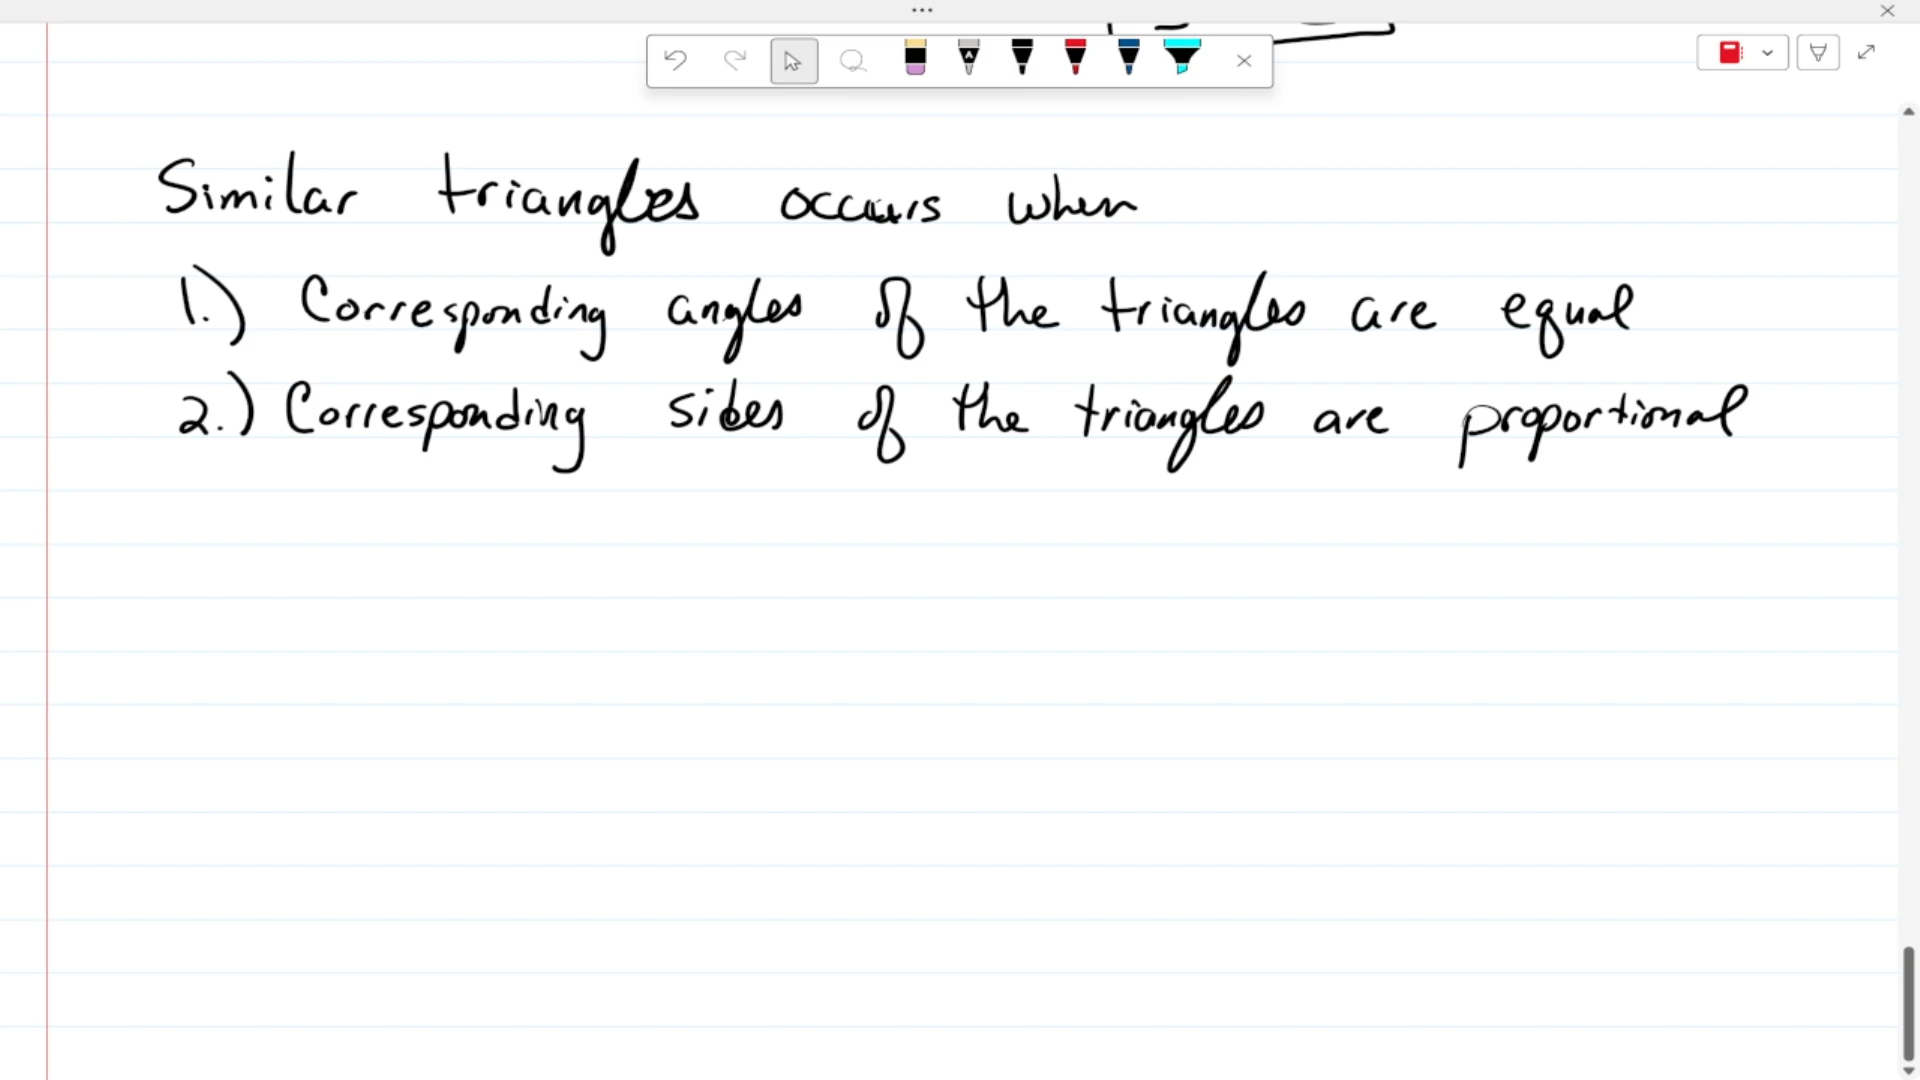 Similar triangles occurs when
1.) Corresponding angles of the triangles are equal
2.) Corresponding sides of the triangles are proportional